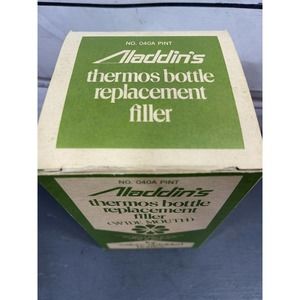 NO. 040A PINT
Aladdin's
thermos bottle
replacement
filler
NO. 040A PINT
Aladdin's
thermos bottle
replacement
filler
(WIDE MOUTH)